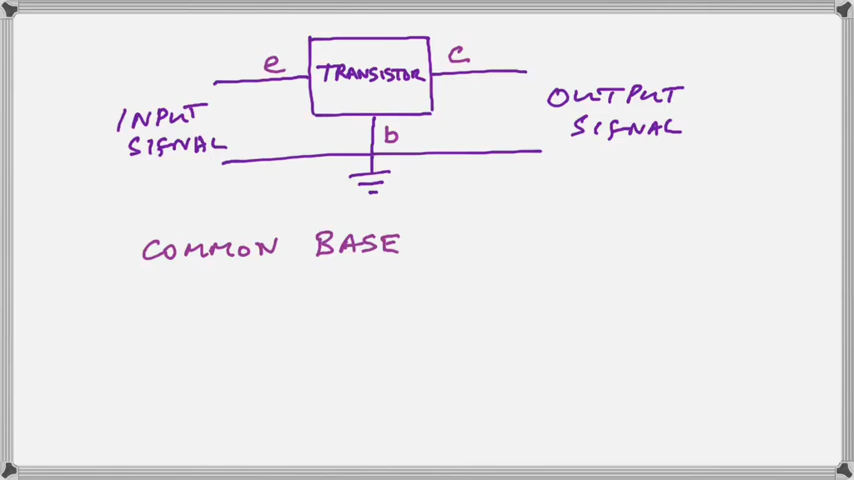 e
c
TRANSISTOR
INPUT
SIGNAL
OUTPUT
SIGNAL
b
COMMON BASE